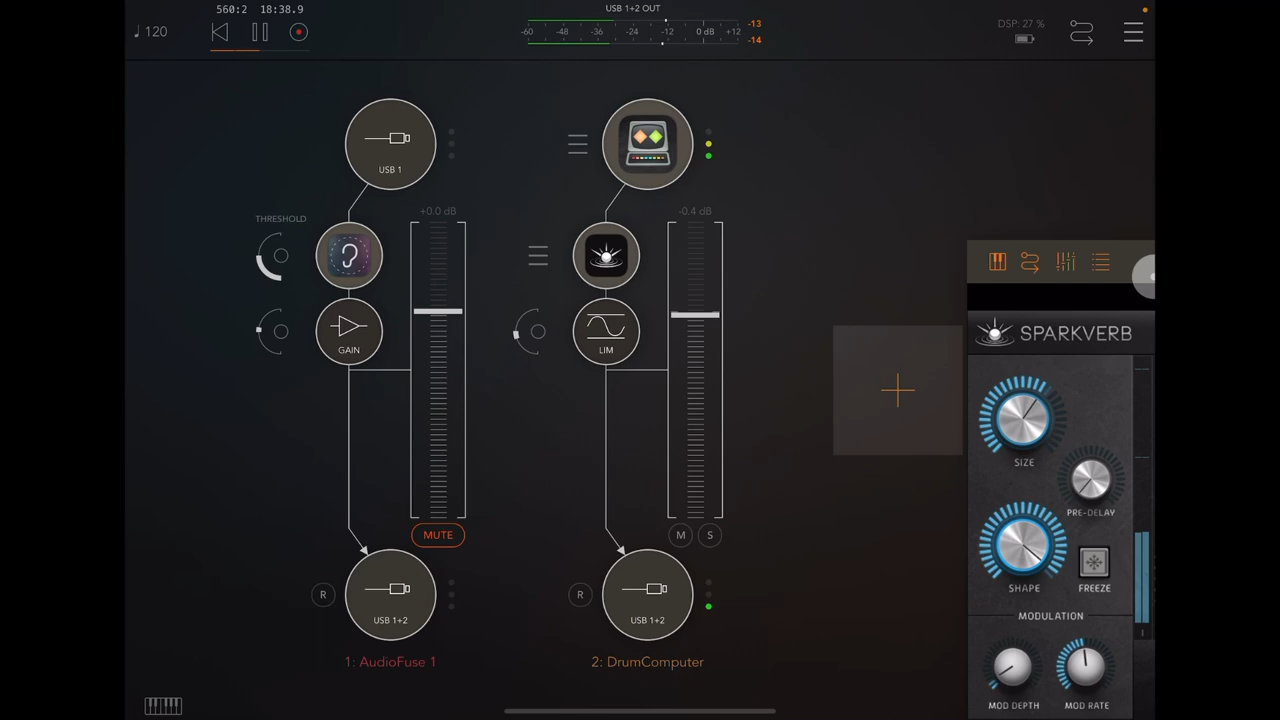 560:2 18:38.9
♩ 120
USB 1+2 OUT
-60 -48 -36 -24 -12 0 dB +12
-13
-14
DSP: 27 %
USB 1
THRESHOLD
+0.0 dB
-0.4 dB
GAIN
LIM
MUTE
M S
R
USB 1+2
R
USB 1+2
1: AudioFuse 1
2: DrumComputer
SPARKVERB
SIZE
PRE-DELAY
SHAPE
FREEZE
MODULATION
MOD DEPTH
MOD RATE